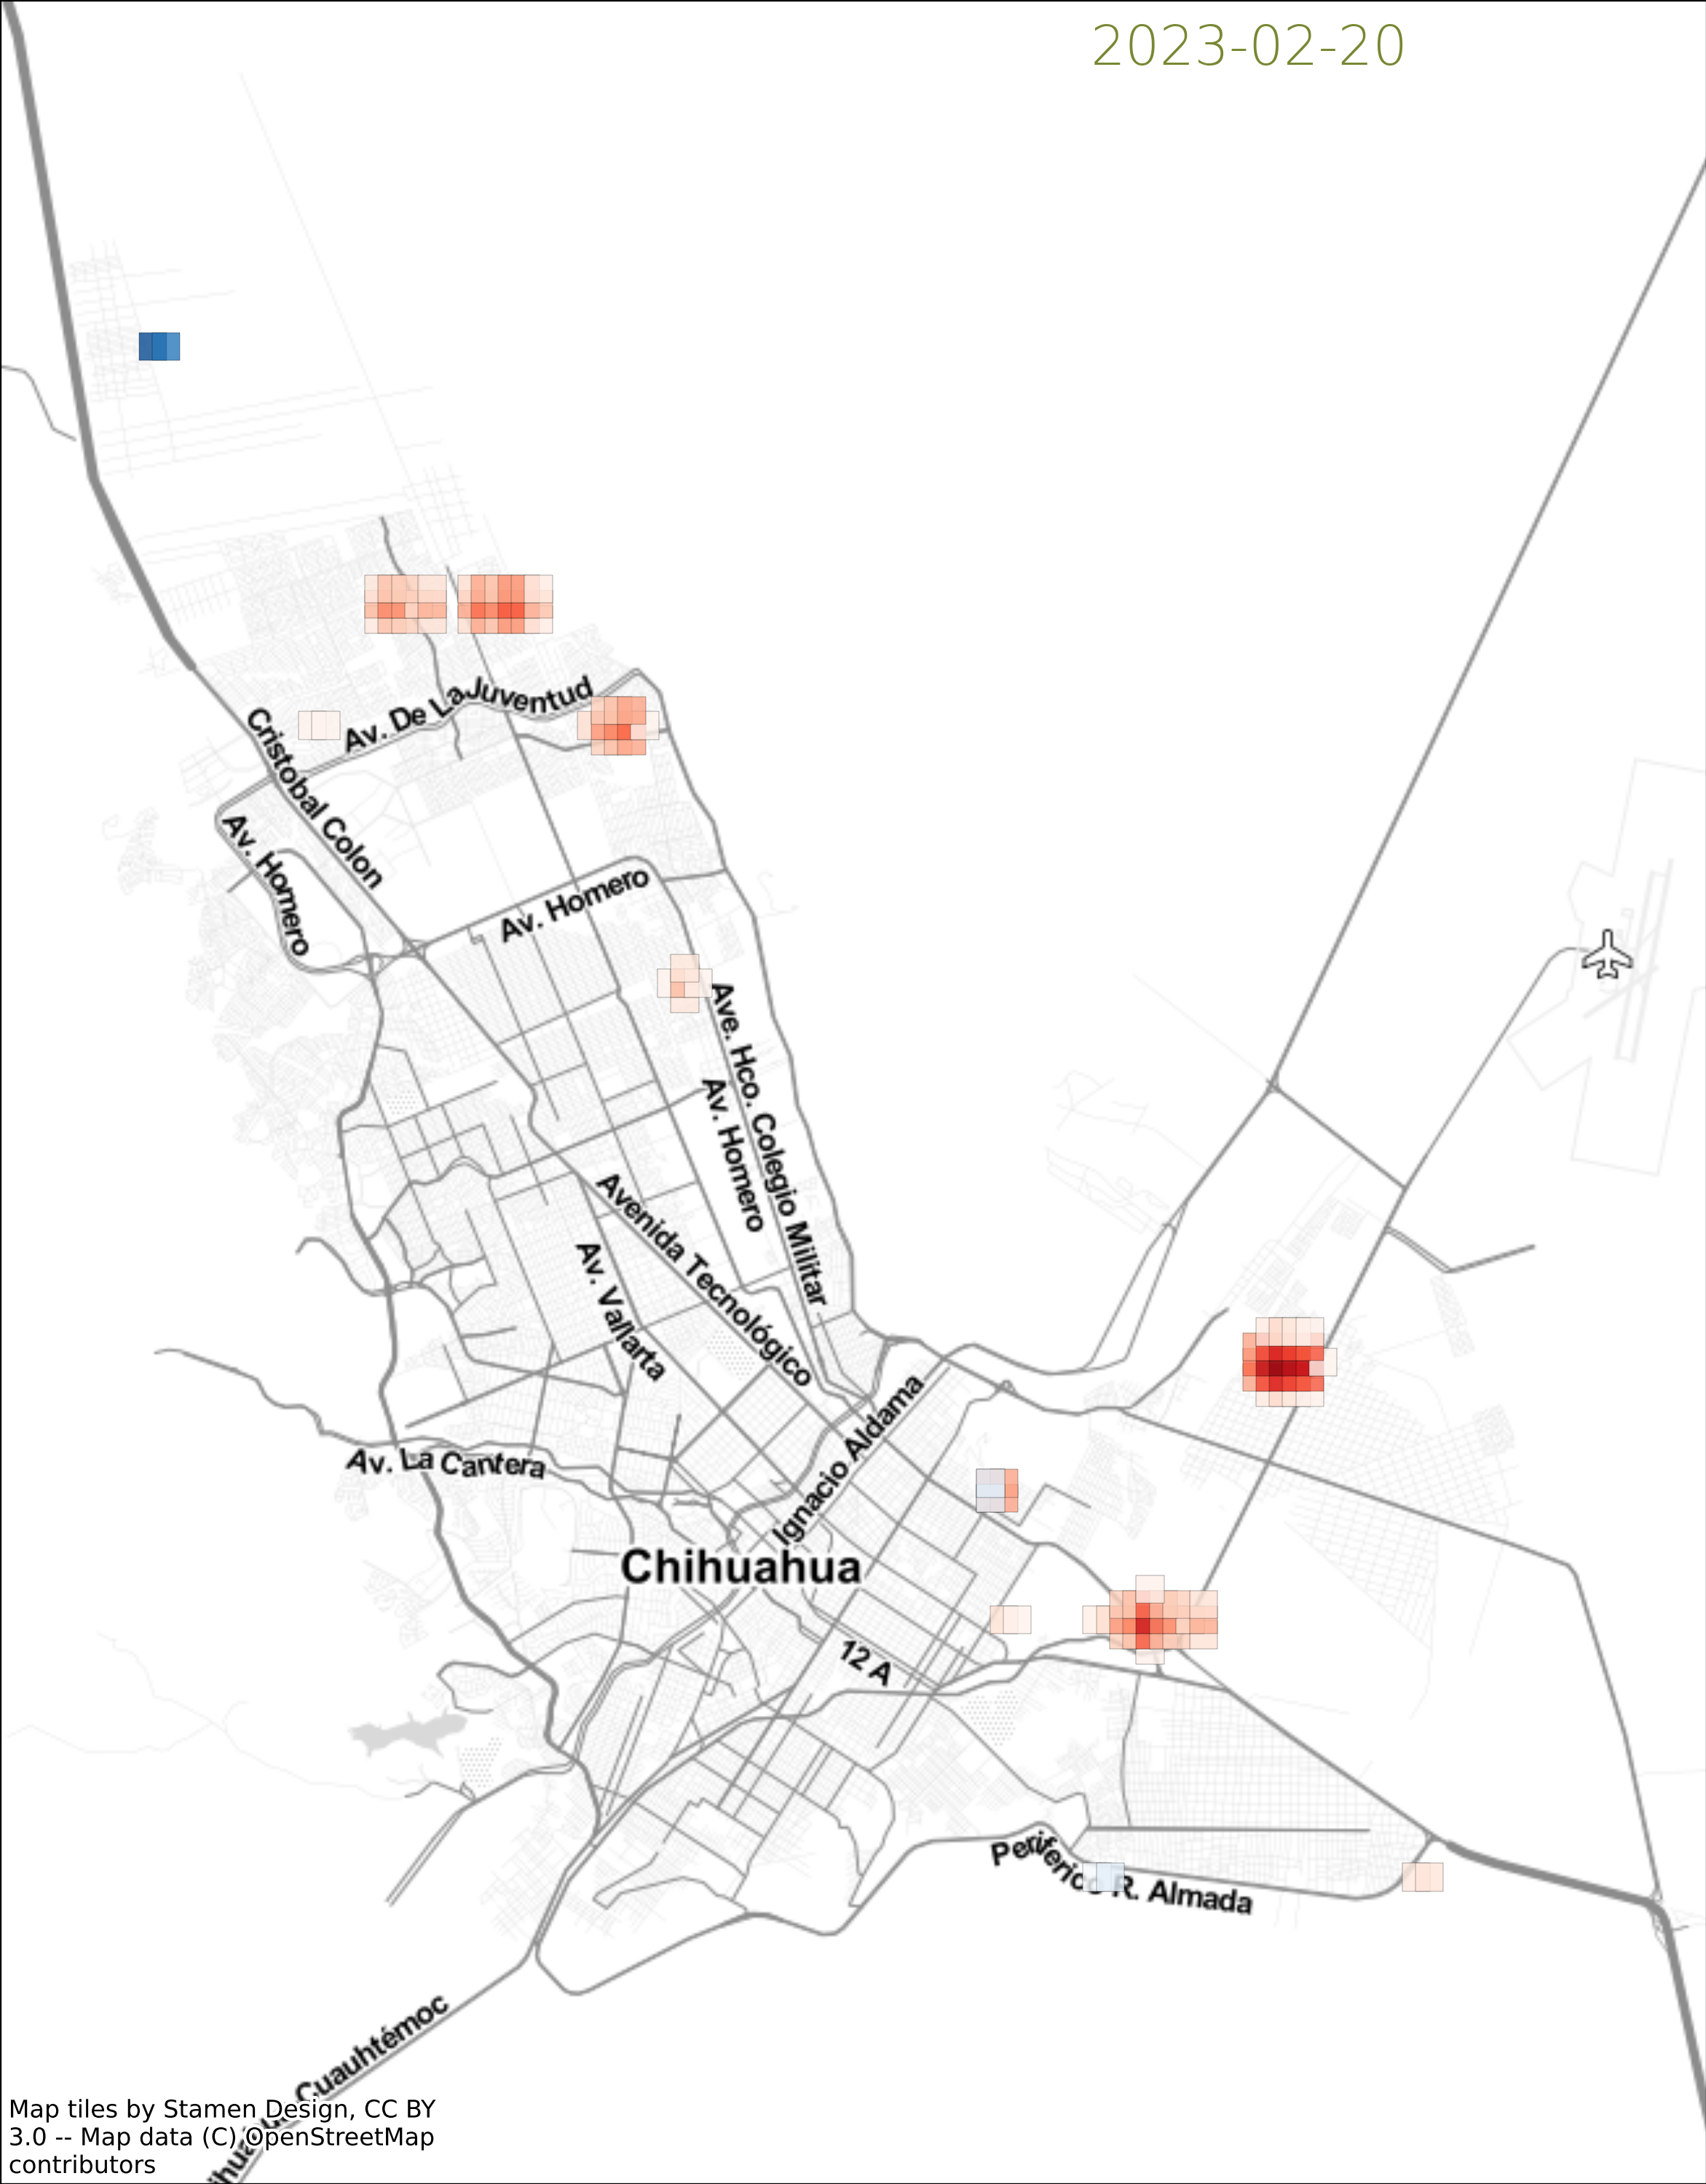 2023-02-20
Av. De La Juventud
Cristobal Colon
Av. Homero
Av. Homero
Ave. Hco. Colegio Militar
Av. Homero
Avenida Tecnológico
Av. Vallarta
Ignacio Aldama
Av. La Cantera
Chihuahua
12 A
Periferico R. Almada
Cuauhtémoc
Map tiles by Stamen Design, CC BY
3.0 -- Map data (C) OpenStreetMap
contributors